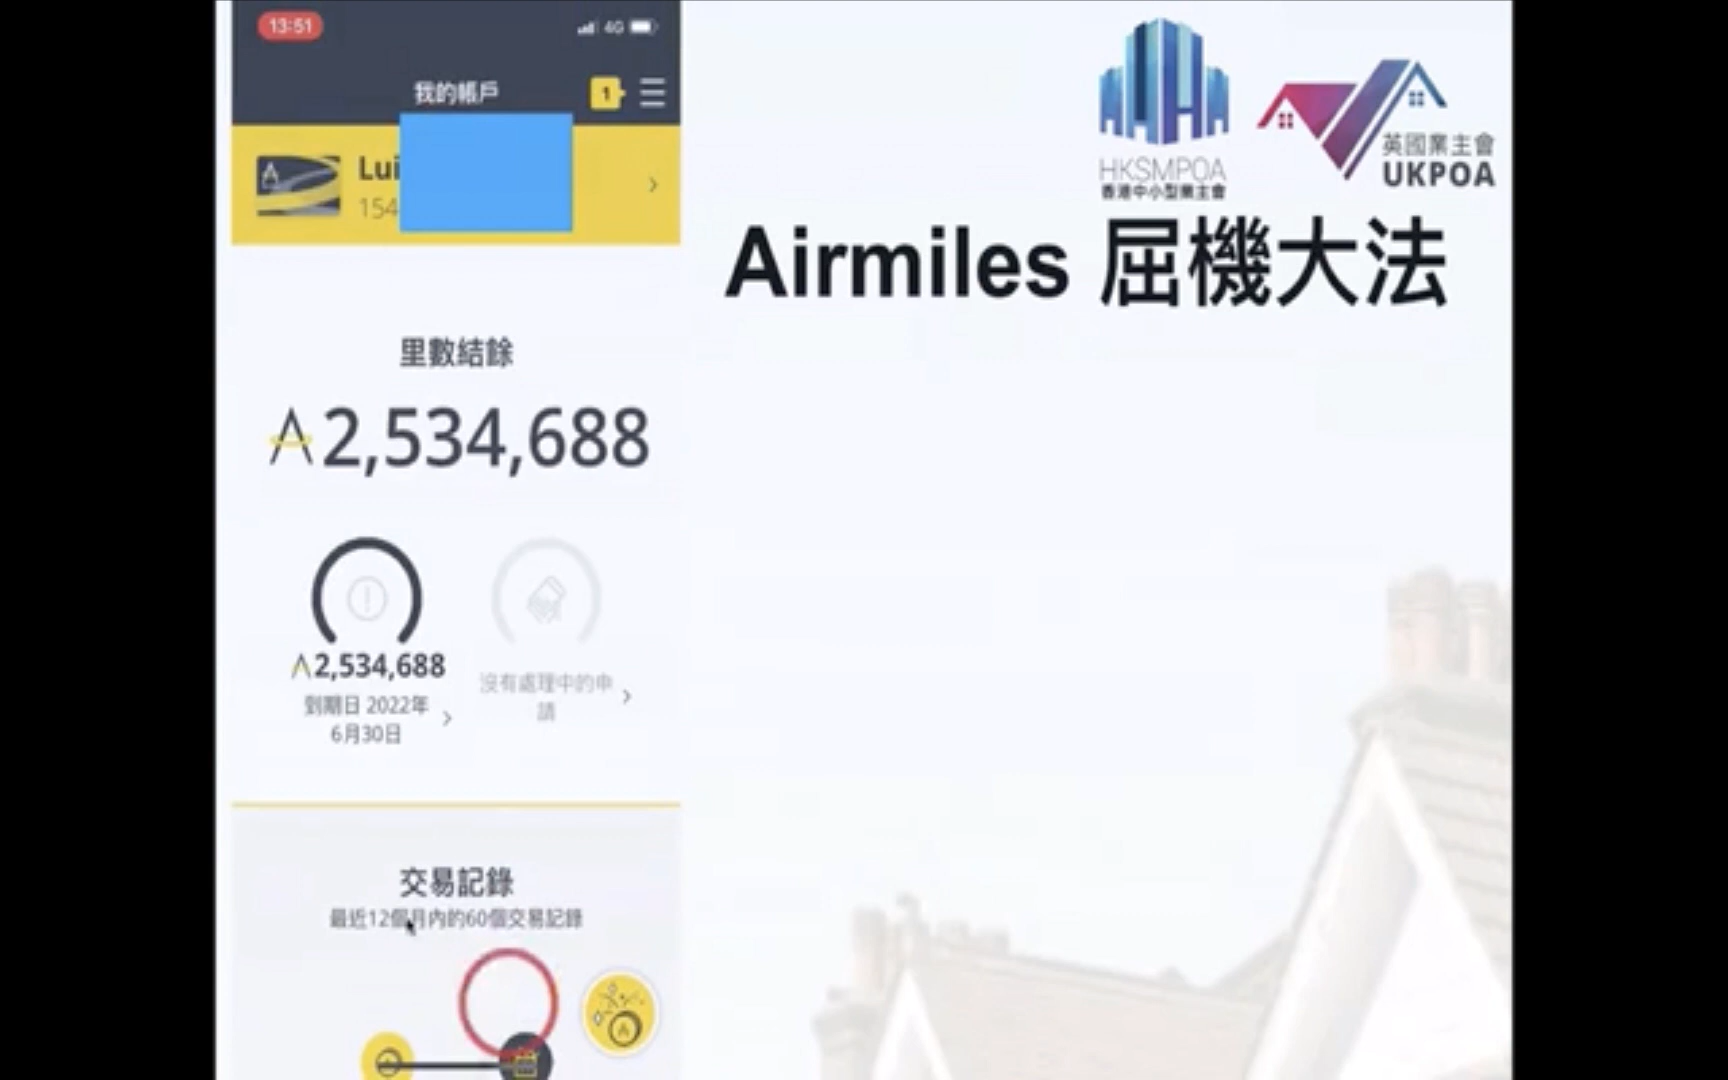 13:51
4G
我的帳戶
1
Lui
154
里數結餘
2,534,688
2,534,688
到期日 2022年
6月30日
沒有處理中的申
請
交易記錄
最近12個月內的60個交易記錄
HKSMPOA
香港中小型業主會
英國業主會
UKPOA
Airmiles 屈機大法